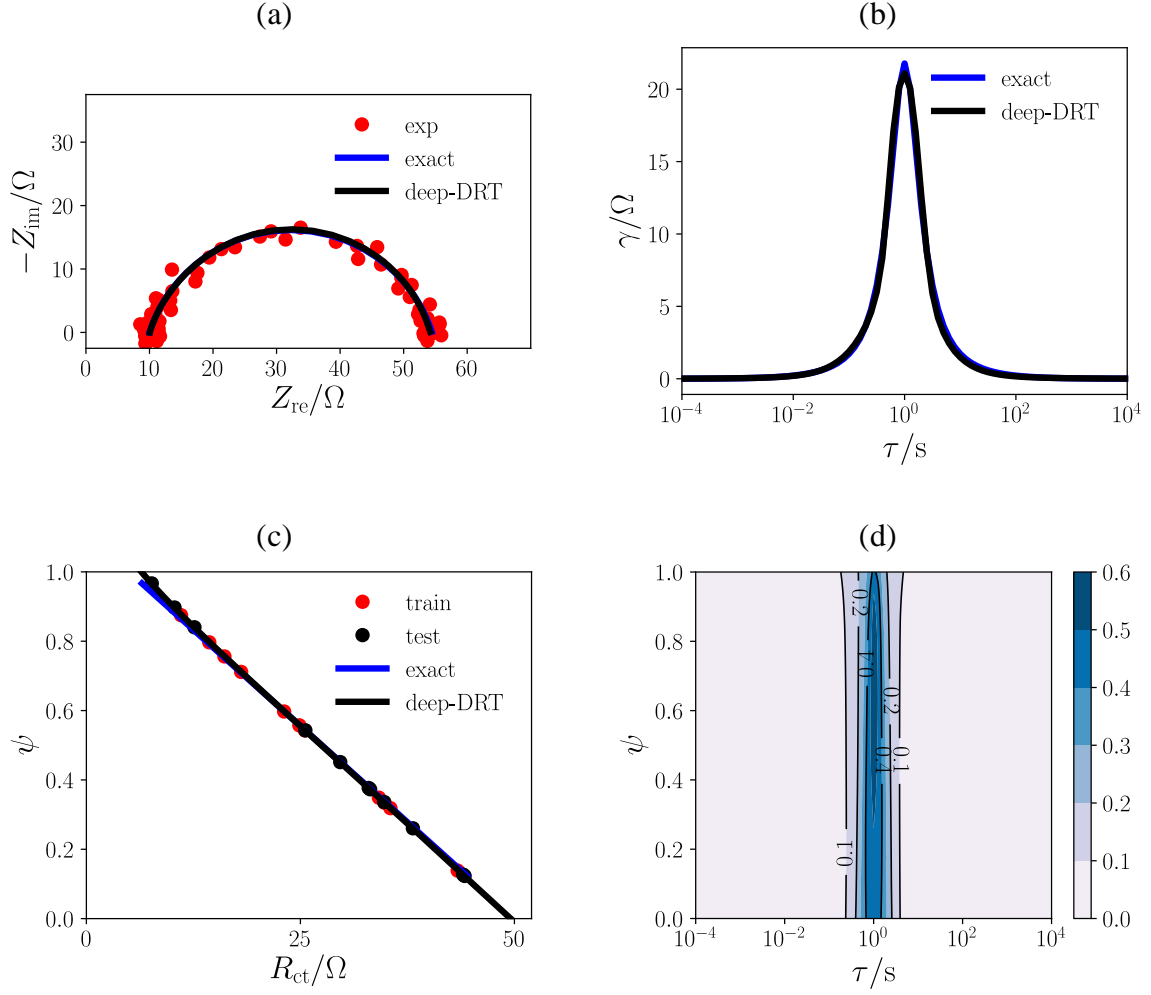 (a)
exp
exact
deep-DRT
−Z_im/Ω
0
10
20
30
0
10
20
30
40
50
60
Z_re/Ω
(b)
exact
deep-DRT
γ/Ω
0
5
10
15
20
10^−4
10^−2
10^0
10^2
10^4
τ/s
(c)
train
test
exact
deep-DRT
ψ
0.0
0.2
0.4
0.6
0.8
1.0
0
25
50
R_ct/Ω
(d)
ψ
0.0
0.2
0.4
0.6
0.8
1.0
0.2
0.4
0.2
0.1
0.4
0.1
10^−4
10^−2
10^0
10^2
10^4
τ/s
0.0
0.1
0.2
0.3
0.4
0.5
0.6